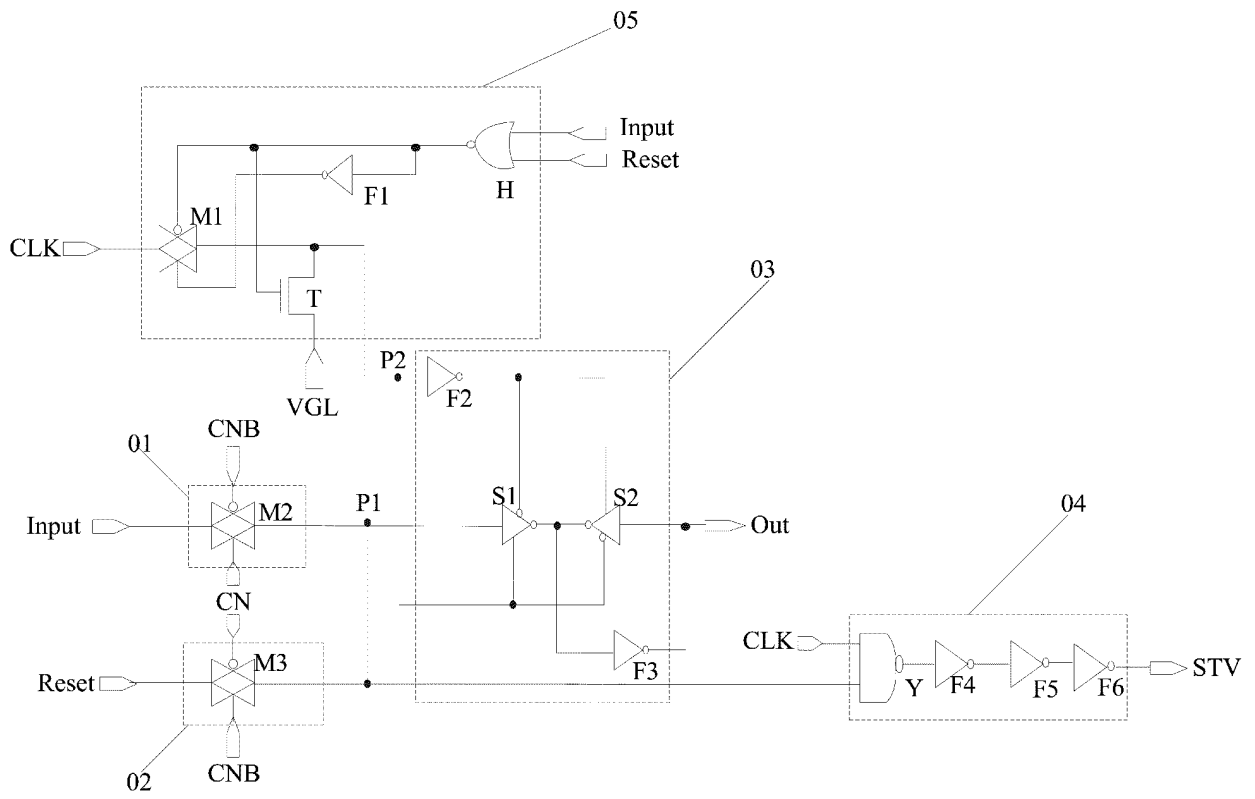 05
Input
Reset
H
F1
M1
CLK
T
03
P2
F2
VGL
CNB
01
S1
S2
P1
M2
Input
Out
04
CN
CLK
M3
F3
Reset
Y
F4
F5
F6
STV
CNB
02